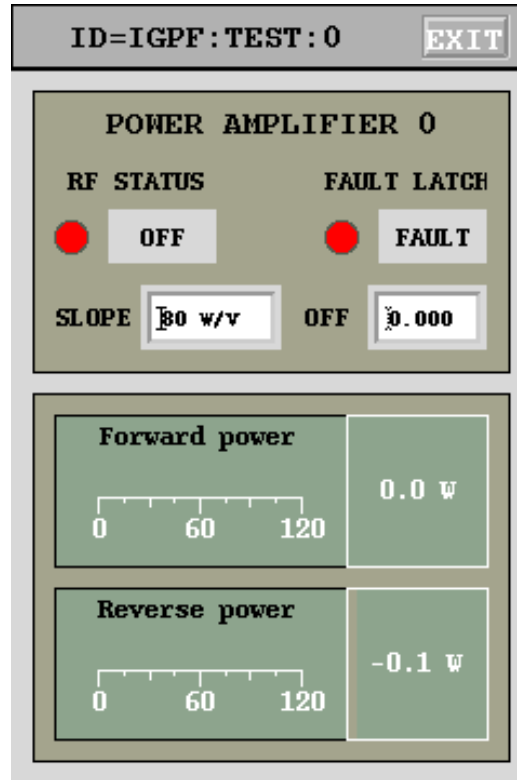 ID=IGPF:TEST:0 EXIT
POWER AMPLIFIER 0
RF STATUS FAULT LATCH
OFF FAULT
SLOPE 80 w/v OFF 0.000
Forward power
0.0 W
0 60 120
Reverse power
-0.1 W
0 60 120